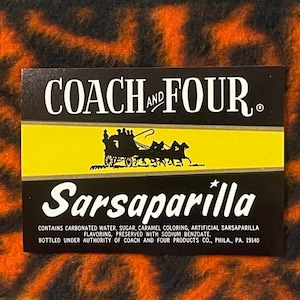 COACH AND FOUR®
Sarsaparilla
CONTAINS CARBONATED WATER, SUGAR, CARAMEL COLORING, ARTIFICIAL SARSAPARILLA
FLAVORING, PRESERVED WITH SODIUM BENZOATE.
BOTTLED UNDER AUTHORITY OF COACH AND FOUR PRODUCTS CO., PHILA., PA. 19140